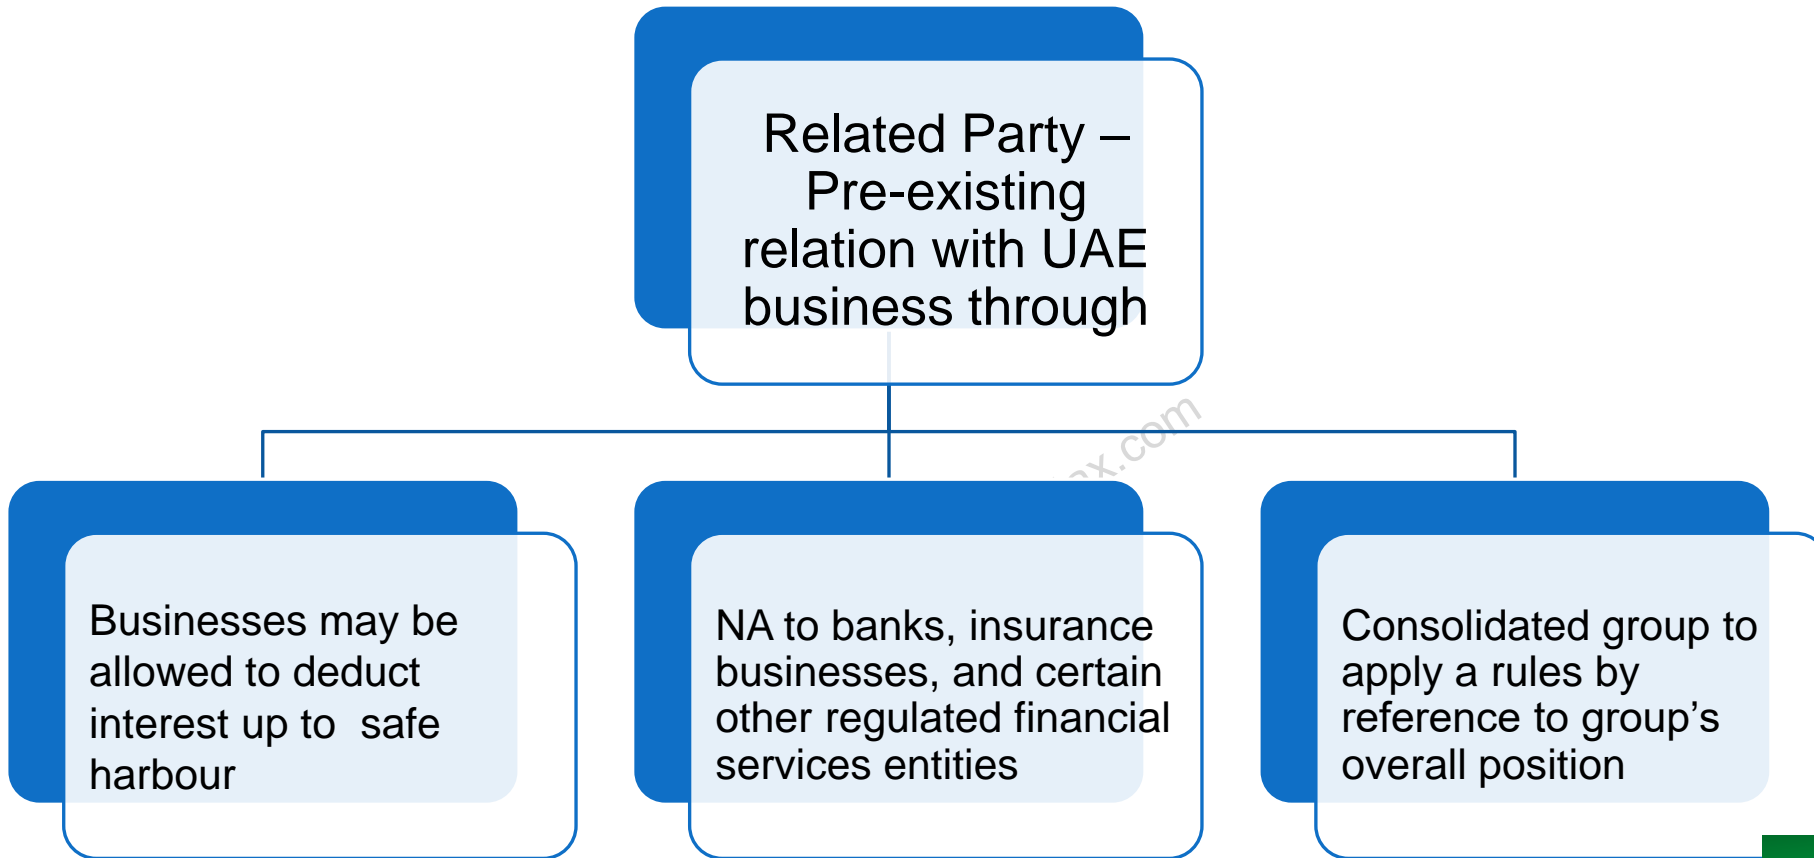 Related Party –
Pre-existing
relation with UAE
business through
ax.com
Businesses may be
allowed to deduct
interest up to  safe
harbour
NA to banks, insurance
businesses, and certain
other regulated financial
services entities
Consolidated group to
apply a rules by
reference to group’s
overall position